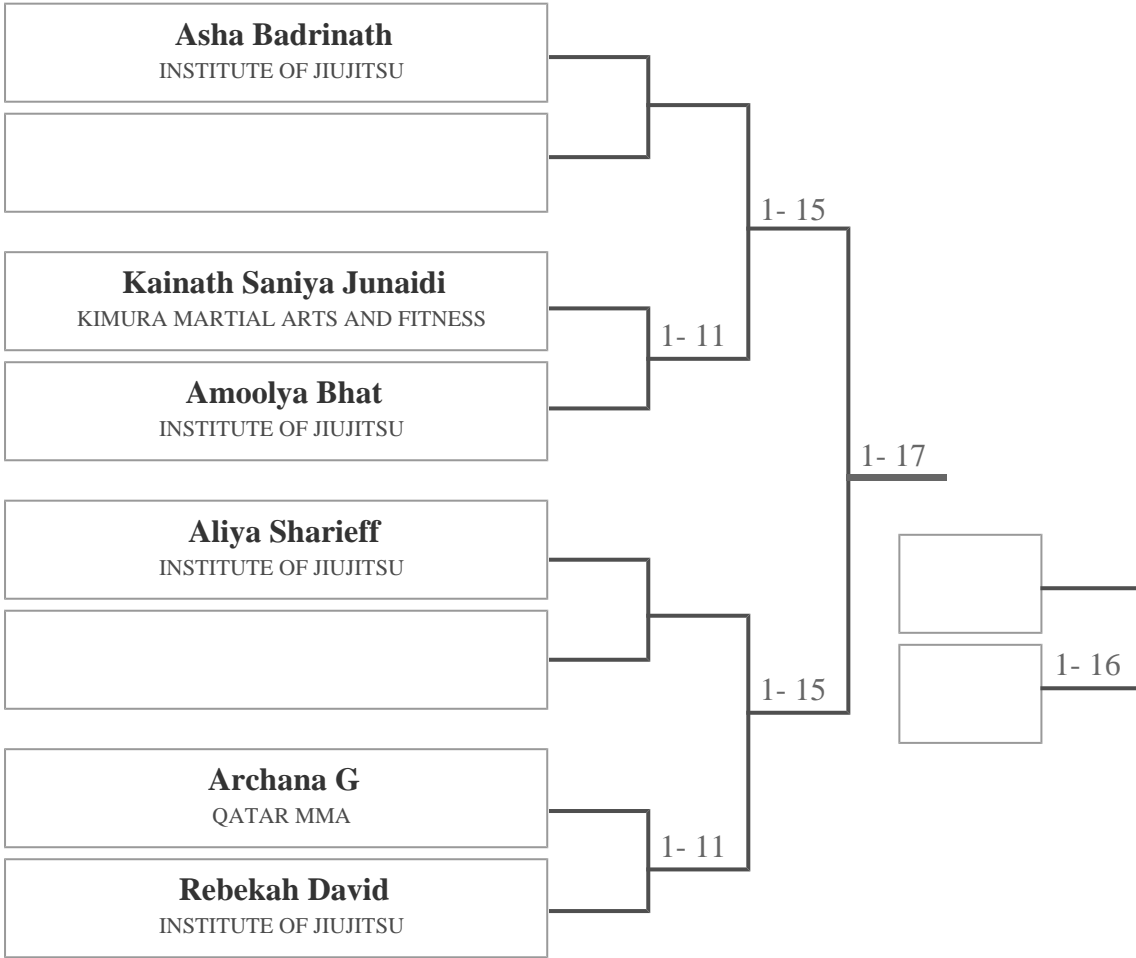 Asha Badrinath
INSTITUTE OF JIUJITSU
1- 15
Kainath Saniya Junaidi
KIMURA MARTIAL ARTS AND FITNESS
1- 11
Amoolya Bhat
INSTITUTE OF JIUJITSU
1- 17
Aliya Sharieff
INSTITUTE OF JIUJITSU
1- 16
1- 15
Archana G
QATAR MMA
1- 11
Rebekah David
INSTITUTE OF JIUJITSU